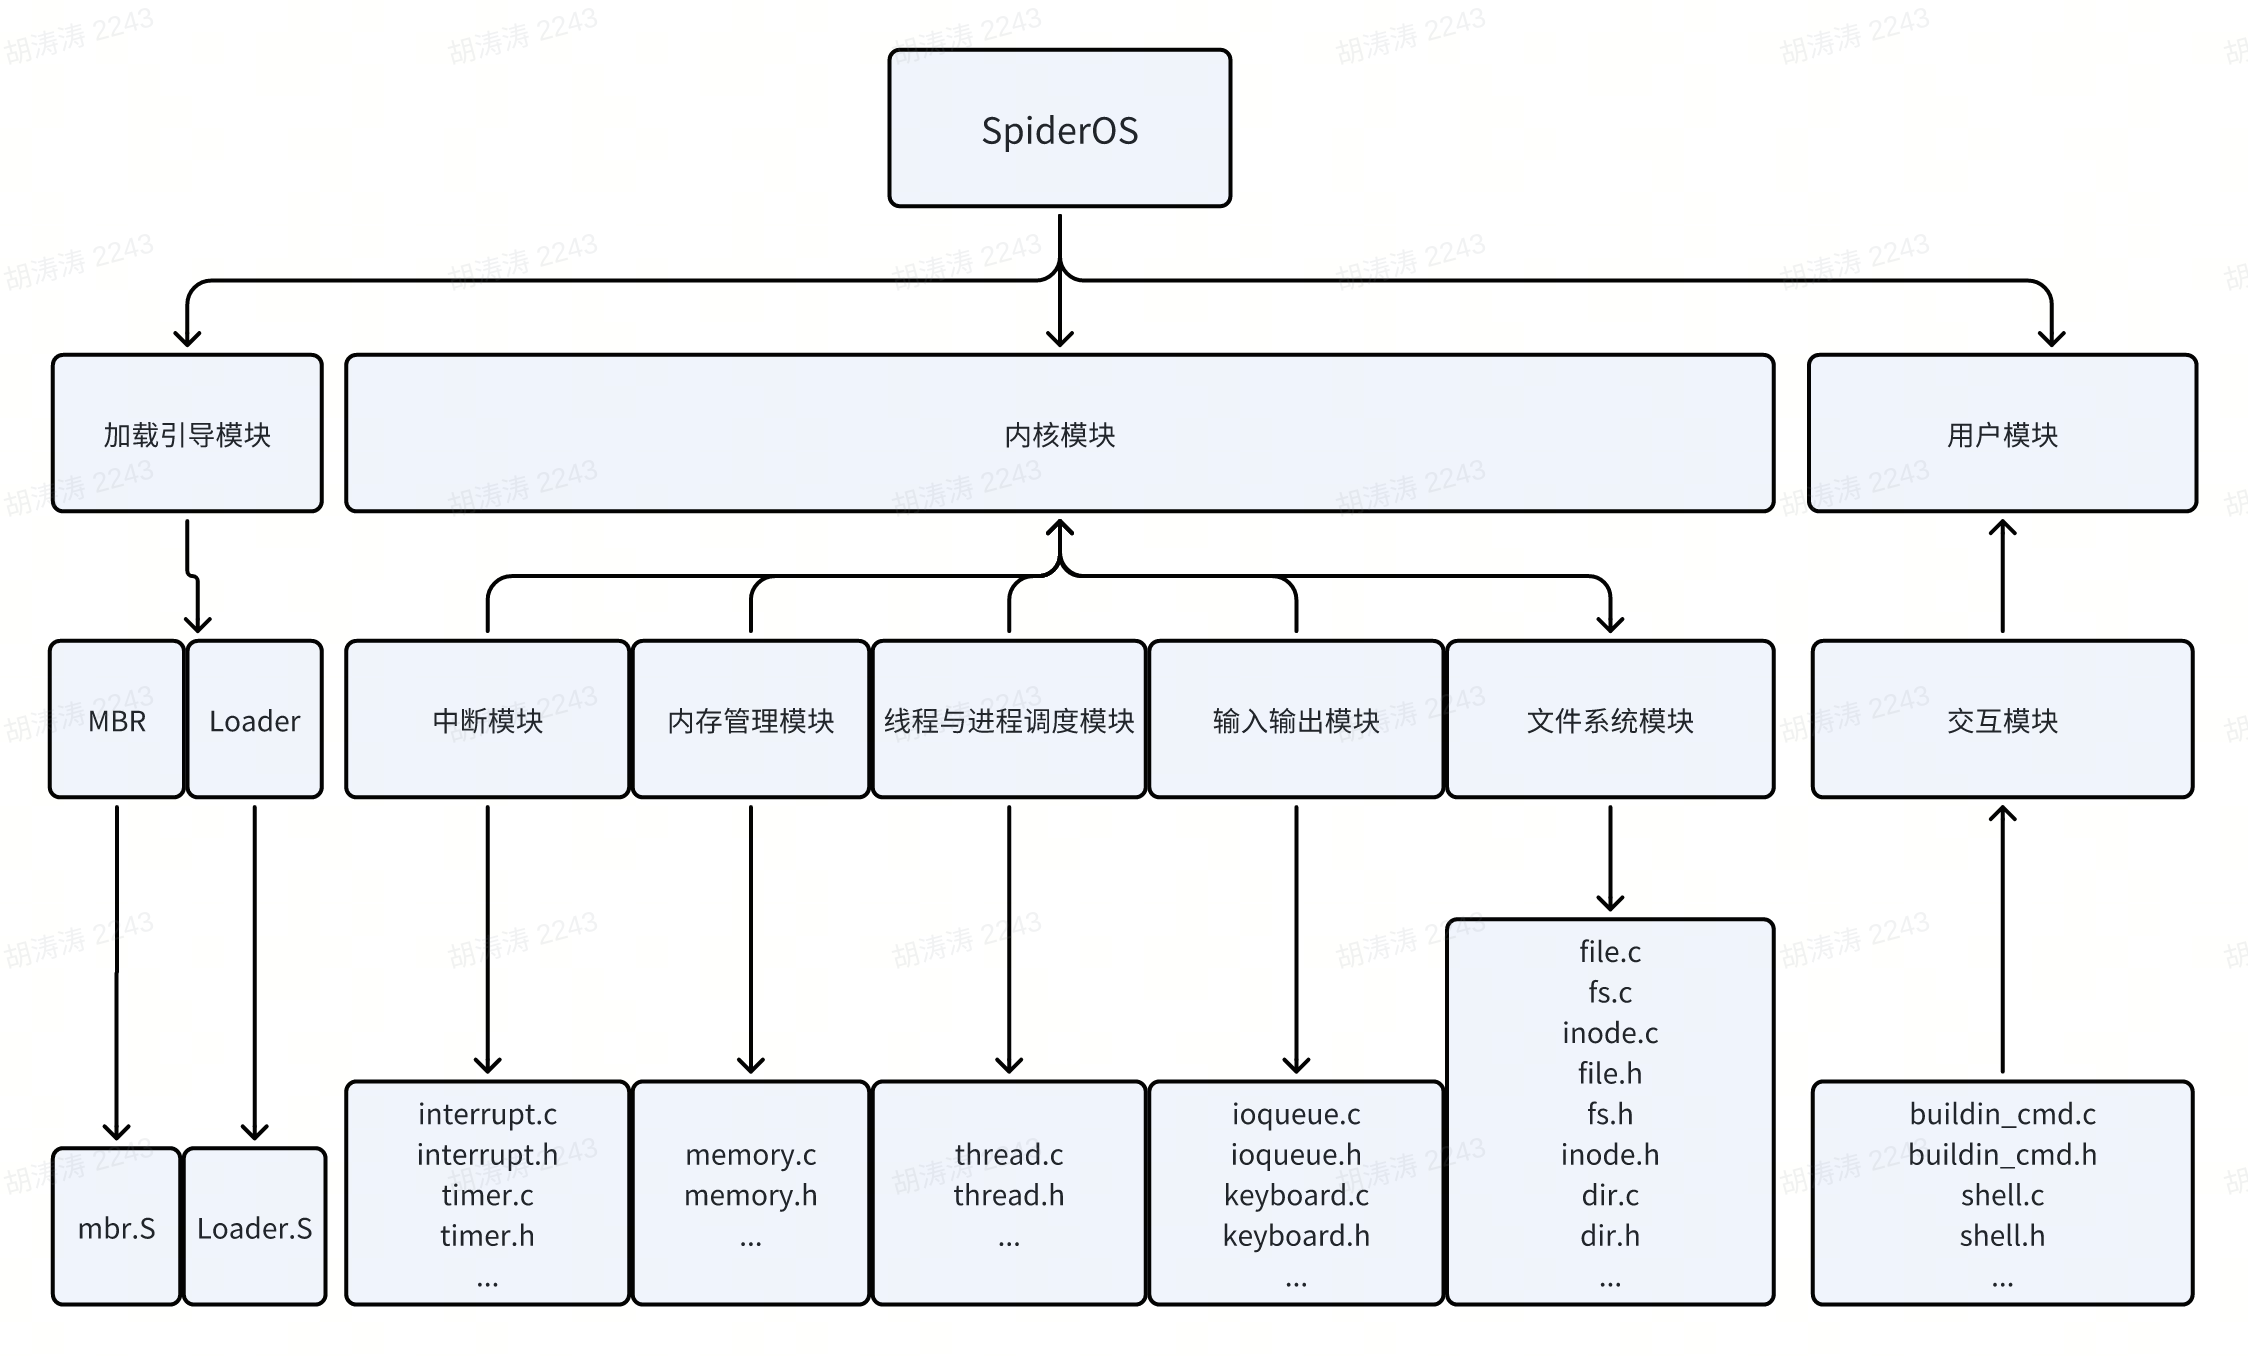 SpiderOS
加载引导模块
内核模块
用户模块
MBR
Loader
中断模块
内存管理模块
线程与进程调度模块
输入输出模块
文件系统模块
交互模块
mbr.S
Loader.S
interrupt.c
interrupt.h
timer.c
timer.h
...
memory.c
memory.h
...
thread.c
thread.h
...
ioqueue.c
ioqueue.h
keyboard.c
keyboard.h
...
file.c
fs.c
inode.c
file.h
fs.h
inode.h
dir.c
dir.h
...
buildin_cmd.c
buildin_cmd.h
shell.c
shell.h
...
胡涛涛 2243